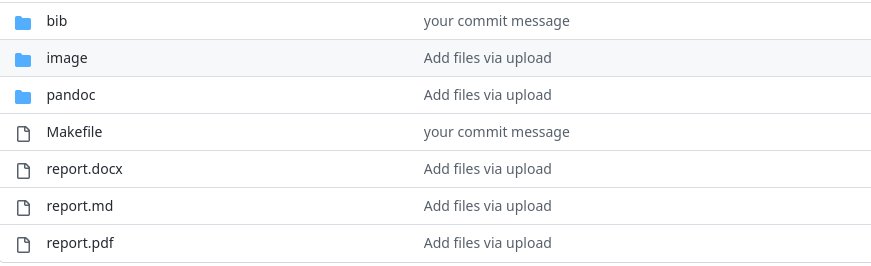 bib your commit message
image Add files via upload
pandoc Add files via upload
Makefile your commit message
report.docx Add files via upload
report.md Add files via upload
report.pdf Add files via upload